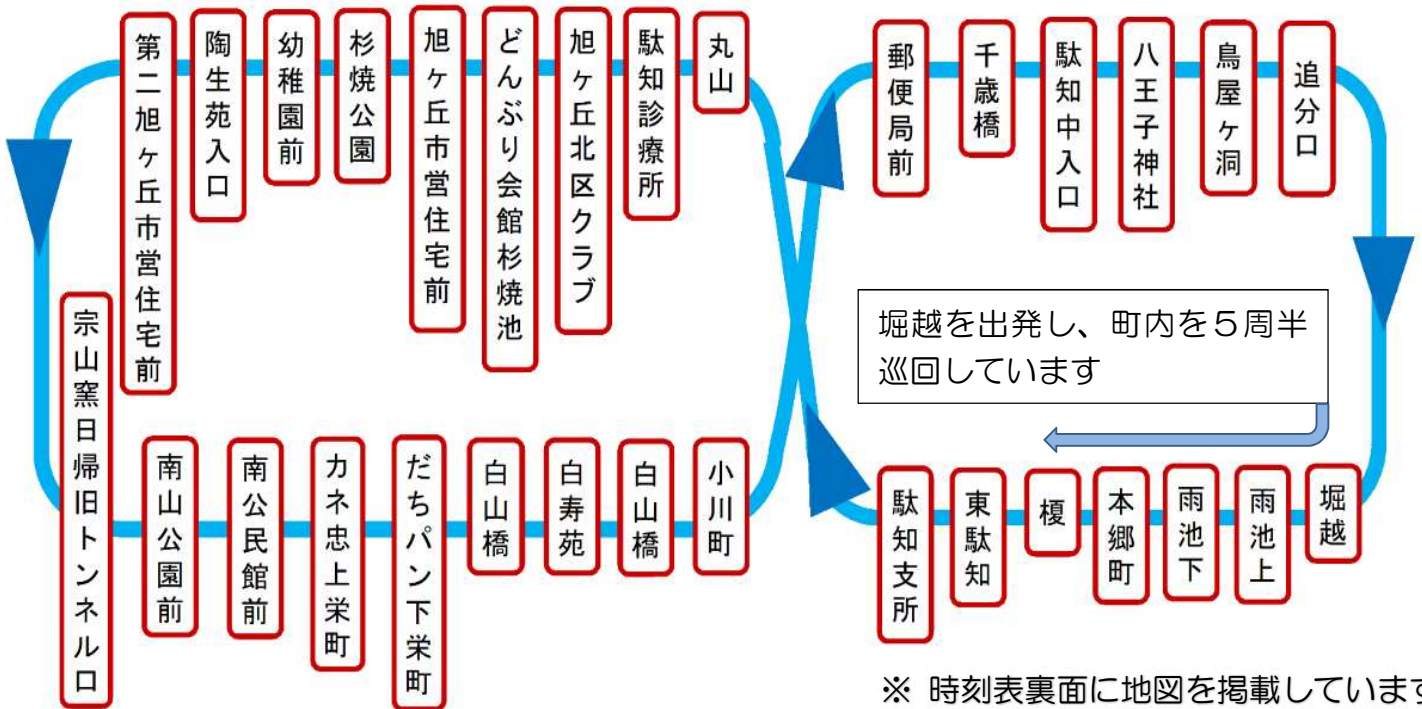 第二旭ヶ丘市営住宅前
陶生苑入口
幼稚園前
杉焼公園
旭ヶ丘市営住宅前
どんぶり会館杉焼池
旭ヶ丘北区クラブ
駄知診療所
丸山
郵便局前
千歳橋
駄知中入口
八王子神社
鳥屋ヶ洞
追分口
宗山窯日帰旧トンネル口
南山公園前
南公民館前
カネ忠上栄町
だちパン下栄町
白山橋
白寿苑
白山橋
小川町
堀越を出発し、町内を5周半
巡回しています
駄知支所
東駄知
榎
本郷町
雨池下
雨池上
堀越
※ 時刻表裏面に地図を掲載しています